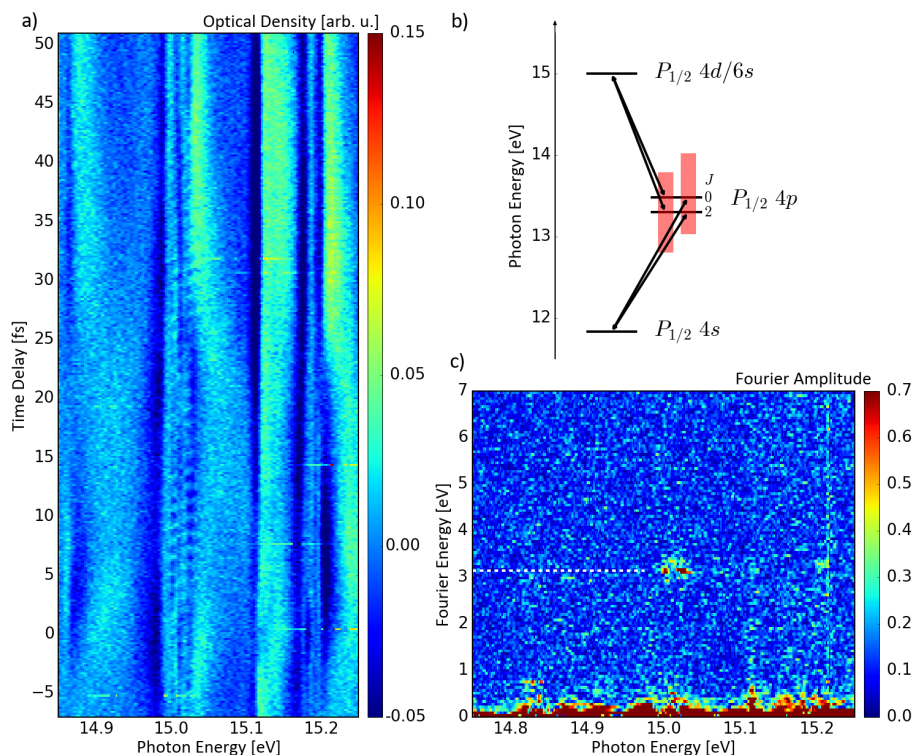 a)
Optical Density [arb. u.]
50
45
40
35
30
25
20
15
10
5
0
−5
Time Delay [fs]
14.9 15.0 15.1 15.2
Photon Energy [eV]
0.15
0.10
0.05
0.00
-0.05
b)
15
14
13
12
Photon Energy [eV]
P1/2 4d/6s
J
0
2
P1/2 4p
P1/2 4s
c)
Fourier Amplitude
7
6
5
4
3
2
1
0
Fourier Energy [eV]
14.8 14.9 15.0 15.1 15.2
Photon Energy [eV]
0.7
0.6
0.5
0.4
0.3
0.2
0.1
0.0